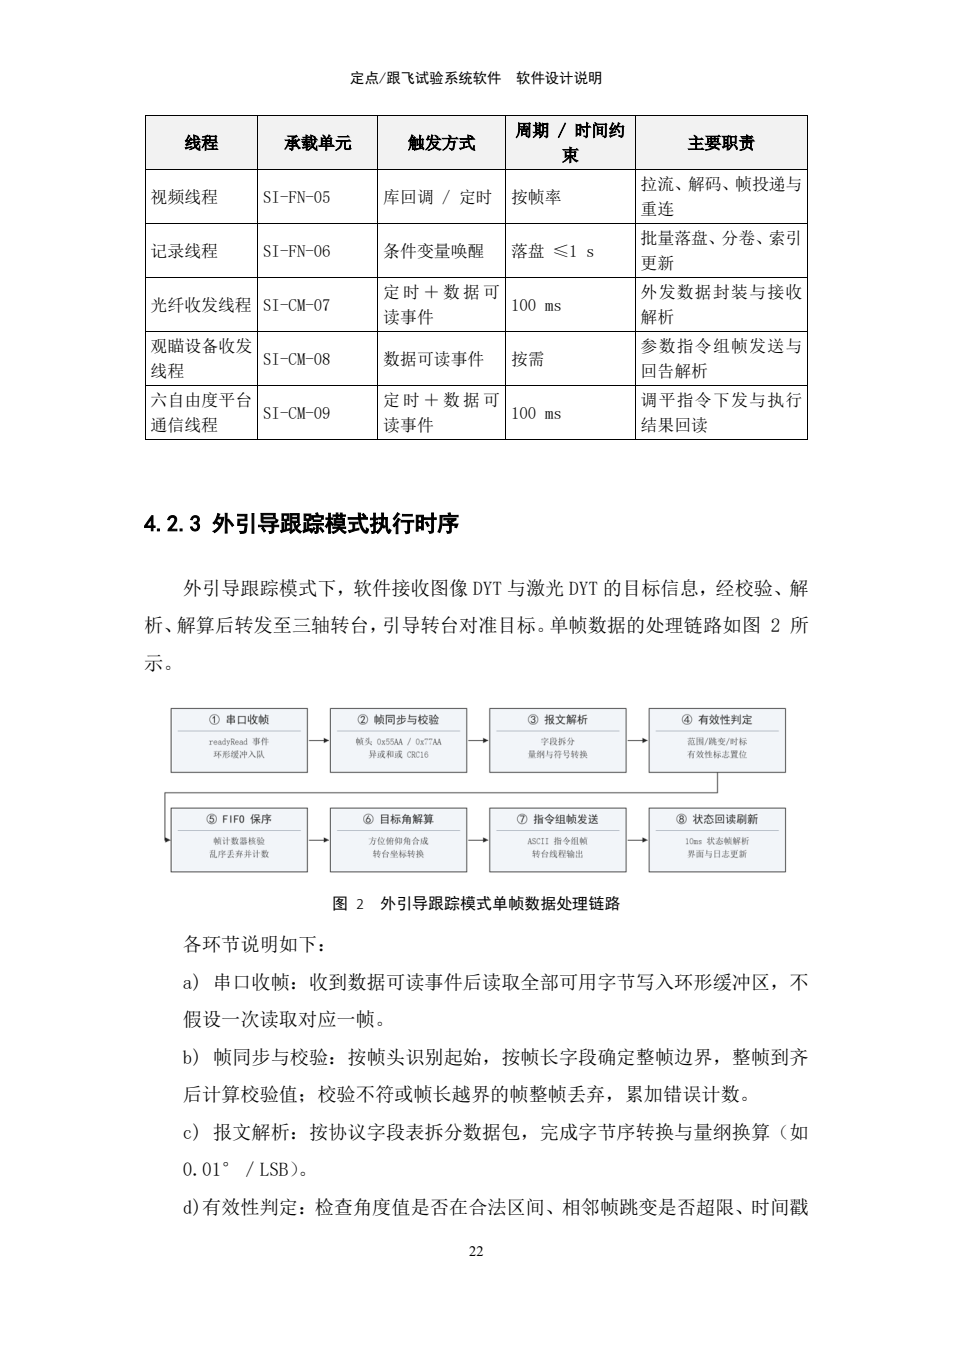 定点/跟飞试验系统软件 软件设计说明
线程 承载单元 触发方式 周期 / 时间约束 主要职责
视频线程 SI-FN-05 库回调 / 定时 按帧率 拉流、解码、帧投递与重连
记录线程 SI-FN-06 条件变量唤醒 落盘 ≤1 s 批量落盘、分卷、索引更新
光纤收发线程 SI-CM-07 定时＋数据可读事件 100 ms 外发数据封装与接收解析
观瞄设备收发线程 SI-CM-08 数据可读事件 按需 参数指令组帧发送与回告解析
六自由度平台通信线程 SI-CM-09 定时＋数据可读事件 100 ms 调平指令下发与执行结果回读
4.2.3 外引导跟踪模式执行时序
外引导跟踪模式下，软件接收图像 DYT 与激光 DYT 的目标信息，经校验、解
析、解算后转发至三轴转台，引导转台对准目标。单帧数据的处理链路如图 2 所
示。
① 串口收帧
readyRead 事件
环形缓冲入队
② 帧同步与校验
帧头 0x55AA / 0x77AA
异或和或 CRC16
③ 报文解析
字段拆分
量纲与符号转换
④ 有效性判定
范围/跳变/时标
有效性标志置位
⑤ FIFO 保序
帧计数器核验
乱序丢弃并计数
⑥ 目标角解算
方位俯仰角合成
转台坐标转换
⑦ 指令组帧发送
ASCII 指令组帧
转台线程输出
⑧ 状态回读刷新
10ms 状态帧解析
界面与日志更新
图 2 外引导跟踪模式单帧数据处理链路
各环节说明如下：
a) 串口收帧：收到数据可读事件后读取全部可用字节写入环形缓冲区，不
假设一次读取对应一帧。
b) 帧同步与校验：按帧头识别起始，按帧长字段确定整帧边界，整帧到齐
后计算校验值；校验不符或帧长越界的帧整帧丢弃，累加错误计数。
c) 报文解析：按协议字段表拆分数据包，完成字节序转换与量纲换算（如
0.01° / LSB）。
d)有效性判定：检查角度值是否在合法区间、相邻帧跳变是否超限、时间戳
22